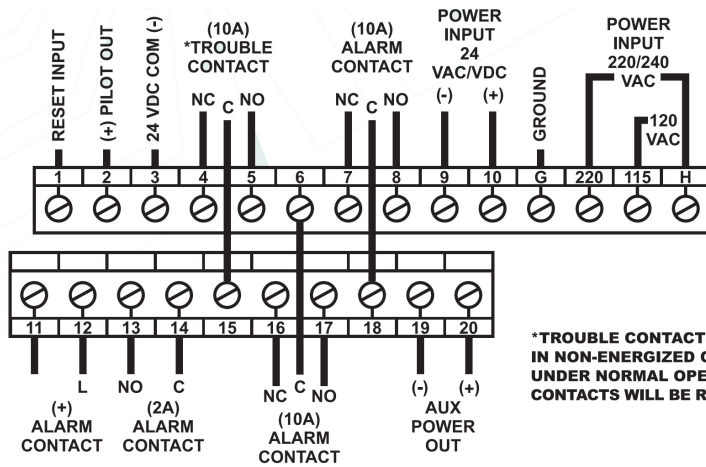 RESET INPUT
(+) PILOT OUT
24 VDC COM (-)
(10A)
*TROUBLE
CONTACT
NC C NO
(10A)
ALARM
CONTACT
NC C NO
POWER
INPUT
24
VAC/VDC
(-) (+)
GROUND
POWER
INPUT
220/240
VAC
120
VAC
1 2 3 4 5 6 7 8 9 10 G 220 115 H
11 12 13 14 15 16 17 18 19 20
L
(+)
ALARM
CONTACT
NO C
(2A)
ALARM
CONTACT
NC C NO
(10A)
ALARM
CONTACT
(-) (+)
AUX
POWER
OUT
*TROUBLE CONTACT
IN NON-ENERGIZED
UNDER NORMAL
CONTACTS WILL BE